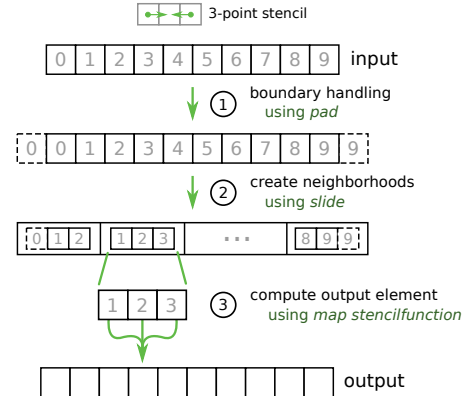 3-point stencil
0 1 2 3 4 5 6 7 8 9 input
1 boundary handling
using pad
0 0 1 2 3 4 5 6 7 8 9 9
2 create neighborhoods
using slide
0 1 2 1 2 3 ... 8 9 9
1 2 3 3 compute output element
using map stencilfunction
output